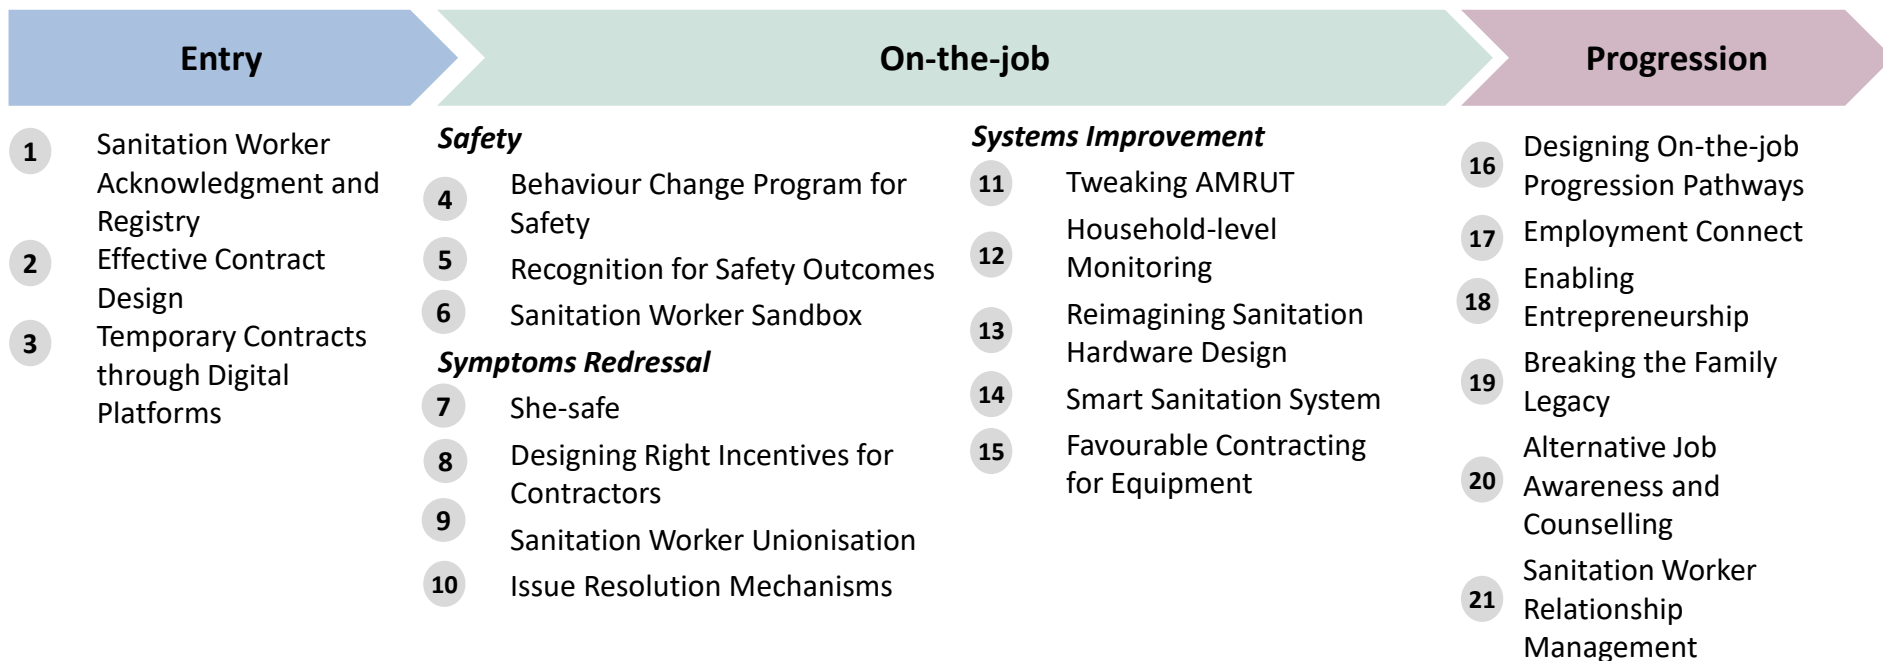 Entry
On-the-job
Progression
1
Sanitation Worker
Acknowledgment and
Registry
2
Effective Contract
Design
3
Temporary Contracts
through Digital
Platforms
Safety
4
Behaviour Change Program for
Safety
5
Recognition for Safety Outcomes
6
Sanitation Worker Sandbox
Symptoms Redressal
7
She-safe
8
Designing Right Incentives for
Contractors
9
Sanitation Worker Unionisation
10
Issue Resolution Mechanisms
Systems Improvement
11
Tweaking AMRUT
12
Household-level
Monitoring
13
Reimagining Sanitation
Hardware Design
14
Smart Sanitation System
15
Favourable Contracting
for Equipment
16
Designing On-the-job
Progression Pathways
17
Employment Connect
18
Enabling
Entrepreneurship
19
Breaking the Family
Legacy
20
Alternative Job
Awareness and
Counselling
21
Sanitation Worker
Relationship
Management